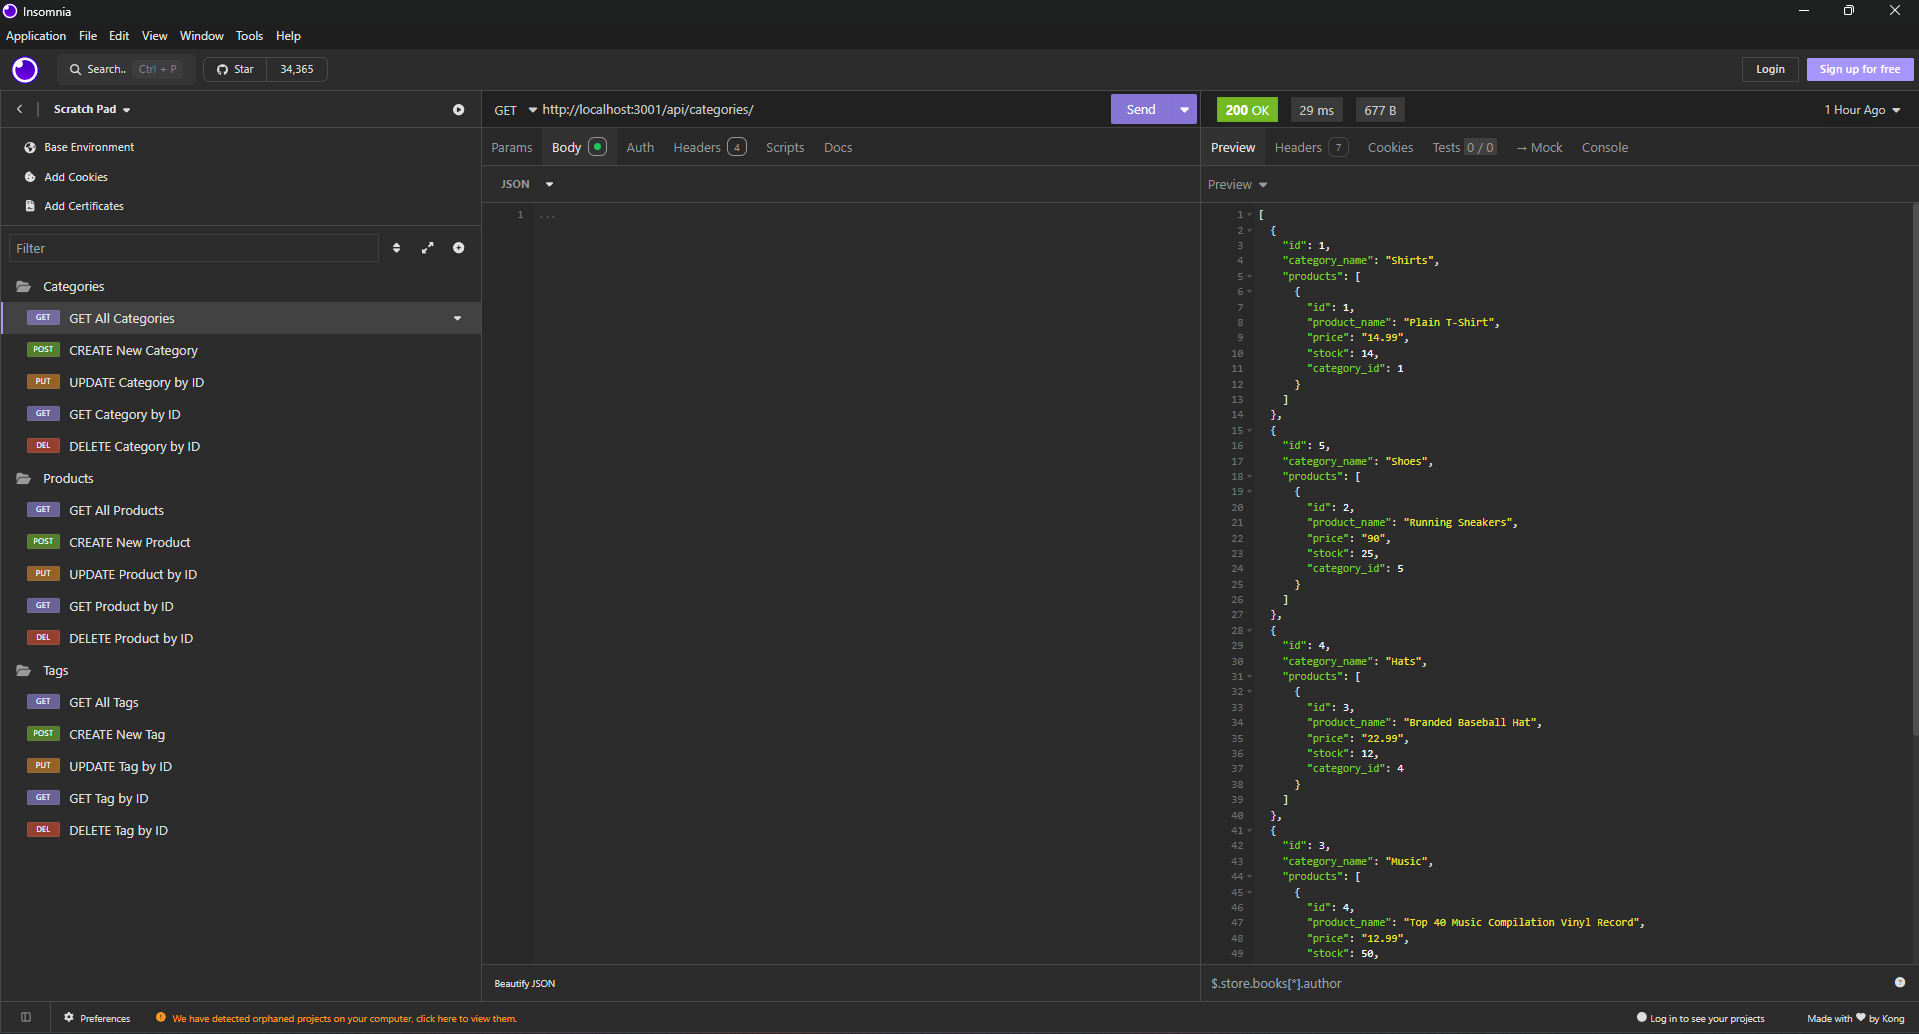 Insomnia
Application File Edit View Window Tools Help
Search.. Ctrl + P Star 34,365 Login Sign up for free
Scratch Pad
Base Environment
Add Cookies
Add Certificates
Filter
Categories
GET GET All Categories
POST CREATE New Category
PUT UPDATE Category by ID
GET GET Category by ID
DEL DELETE Category by ID
Products
GET GET All Products
POST CREATE New Product
PUT UPDATE Product by ID
GET GET Product by ID
DEL DELETE Product by ID
Tags
GET GET All Tags
POST CREATE New Tag
PUT UPDATE Tag by ID
GET GET Tag by ID
DEL DELETE Tag by ID
GET http://localhost:3001/api/categories/ Send
Params Body Auth Headers 4 Scripts Docs
JSON
1 ...
Beautify JSON
200 OK 29 ms 677 B 1 Hour Ago
Preview Headers 7 Cookies Tests 0 / 0 → Mock Console
Preview
1 [
2 {
3 "id": 1,
4 "category_name": "Shirts",
5 "products": [
6 {
7 "id": 1,
8 "product_name": "Plain T-Shirt",
9 "price": "14.99",
10 "stock": 14,
11 "category_id": 1
12 }
13 ]
14 },
15 {
16 "id": 5,
17 "category_name": "Shoes",
18 "products": [
19 {
20 "id": 2,
21 "product_name": "Running Sneakers",
22 "price": "90",
23 "stock": 25,
24 "category_id": 5
25 }
26 ]
27 },
28 {
29 "id": 4,
30 "category_name": "Hats",
31 "products": [
32 {
33 "id": 3,
34 "product_name": "Branded Baseball Hat",
35 "price": "22.99",
36 "stock": 12,
37 "category_id": 4
38 }
39 ]
40 },
41 {
42 "id": 3,
43 "category_name": "Music",
44 "products": [
45 {
46 "id": 4,
47 "product_name": "Top 40 Music Compilation Vinyl Record",
48 "price": "12.99",
49 "stock": 50,
$.store.books[*].author
Preferences We have detected orphaned projects on your computer, click here to view them. Log in to see your projects Made with ♥ by Kong